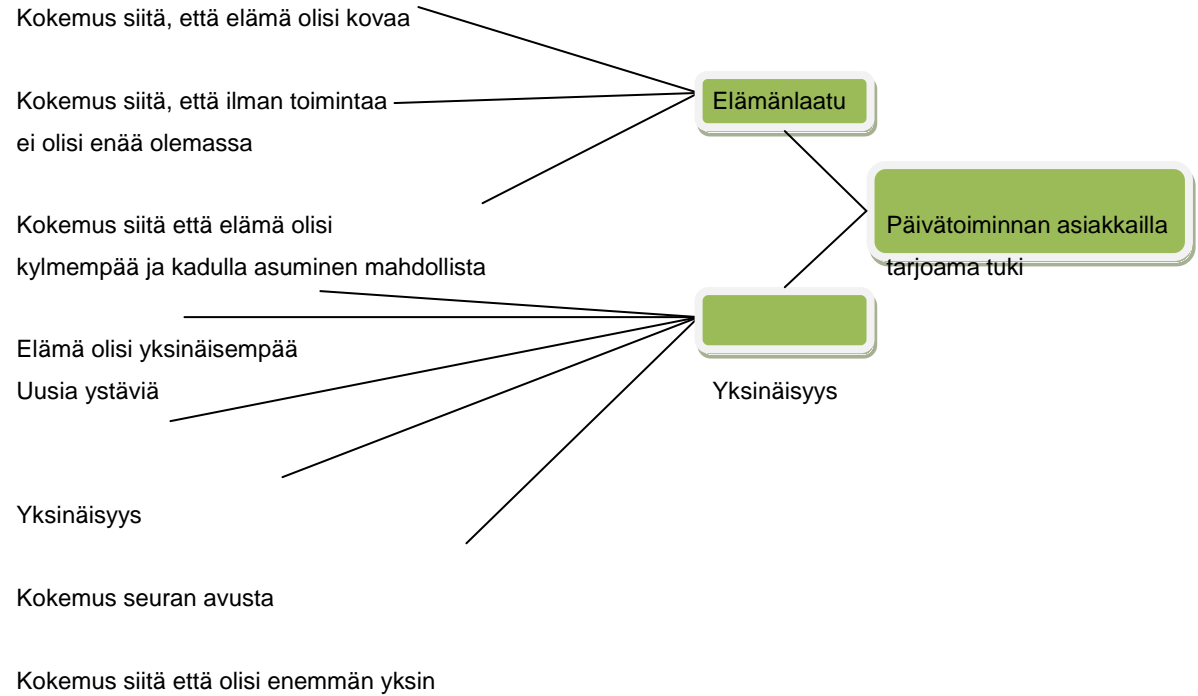 Kokemus siitä, että elämä olisi kovaa
Kokemus siitä, että ilman toimintaa
ei olisi enää olemassa
Elämänlaatu
Kokemus siitä että elämä olisi
kylmempää ja kadulla asuminen mahdollista
Päivätoiminnan asiakkailla
tarjoama tuki
Elämä olisi yksinäisempää
Uusia ystäviä
Yksinäisyys
Yksinäisyys
Kokemus seuran avusta
Kokemus siitä että olisi enemmän yksin